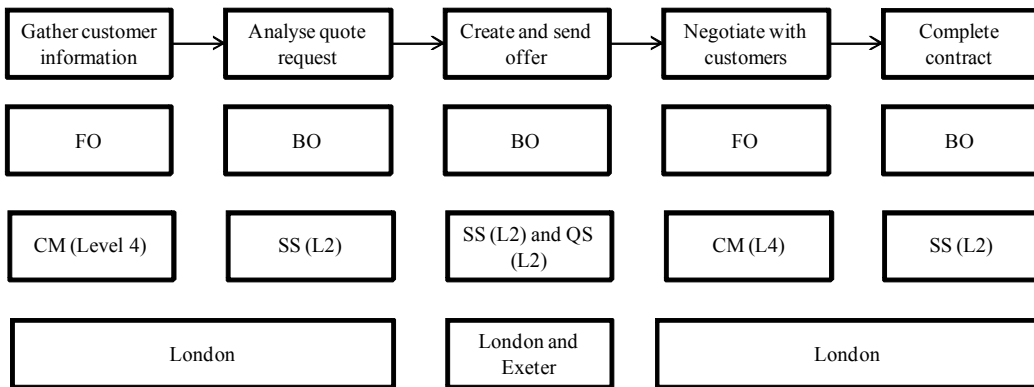 Gather customer
information
Analyse quote
request
Create and send
offer
Negotiate with
customers
Complete
contract
FO
BO
BO
FO
BO
CM (Level 4)
SS (L2)
SS (L2) and QS
(L2)
CM (L4)
SS (L2)
London
London and
Exeter
London